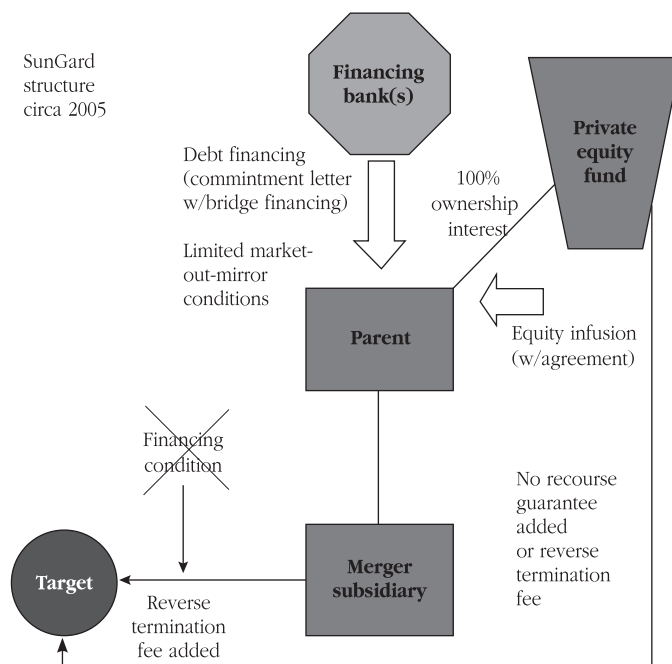 SunGard
structure
circa 2005
Financing
bank(s)
Private
equity
fund
Debt financing
(commintment letter
w/bridge financing)
Limited market-
out-mirror
conditions
100%
ownership
interest
Parent
Equity infusion
(w/agreement)
Financing
condition
No recourse
guarantee
added
or reverse
termination
fee
Target
Merger
subsidiary
Reverse
termination
fee added